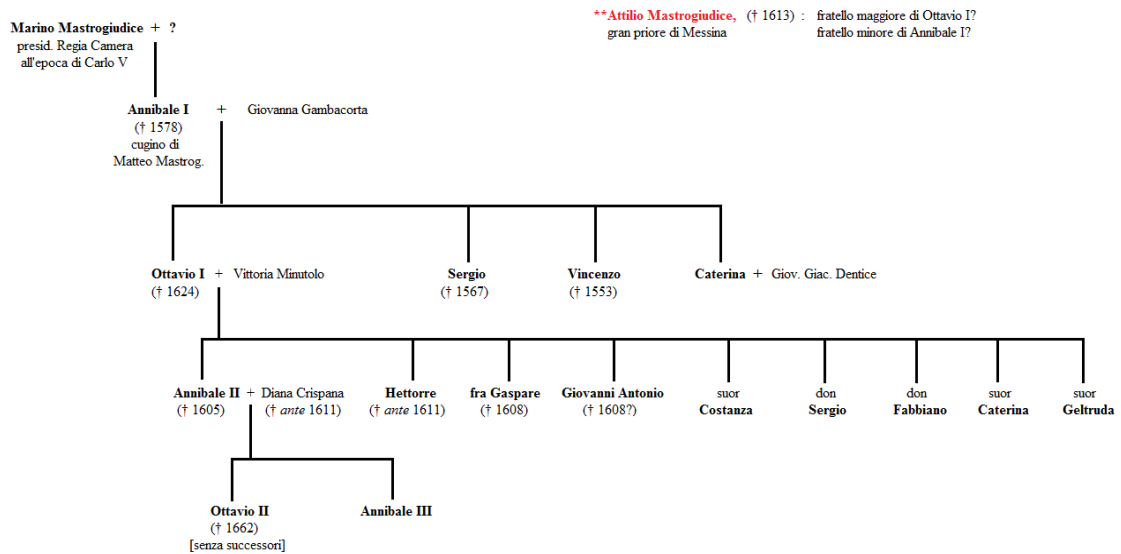 **Attilio Mastrogiudice, († 1613) : fratello maggiore di Ottavio I?
gran priore di Messina fratello minore di Annibale I?
Marino Mastrogiudice + ?
presid. Regia Camera
all'epoca di Carlo V
Annibale I + Giovanna Gambacorta
(† 1578)
cugino di
Matteo Mastrog.
Ottavio I + Vittoria Minutolo Sergio Vincenzo Caterina + Giov. Giac. Dentice
(† 1624) († 1567) († 1553)
Annibale II + Diana Crispana Hettorre fra Gaspare Giovanni Antonio suor don don suor suor
(† 1605) († ante 1611) († ante 1611) († 1608) († 1608?) Costanza Sergio Fabbiano Caterina Geltruda
Ottavio II Annibale III
(† 1662)
[senza successori]